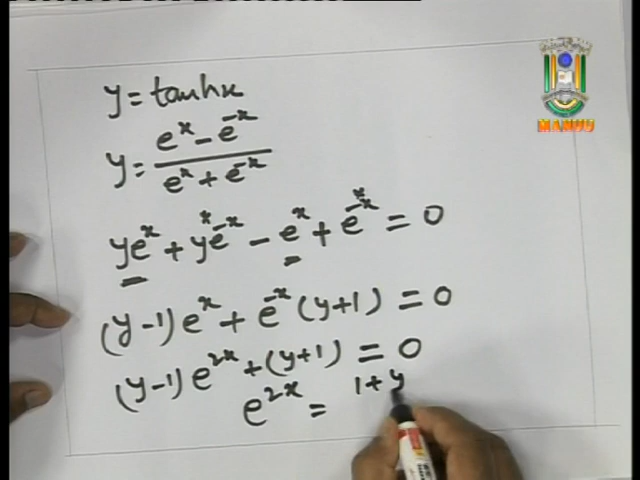 y = tanhx
y = (e^x - e^-x) / (e^x + e^-x)
ye^x + ye^-x - e^x + e^-x = 0
(y-1) e^x + e^-x (y+1) = 0
(y-1) e^2x + (y+1) = 0
e^2x = 1+y
MANUU